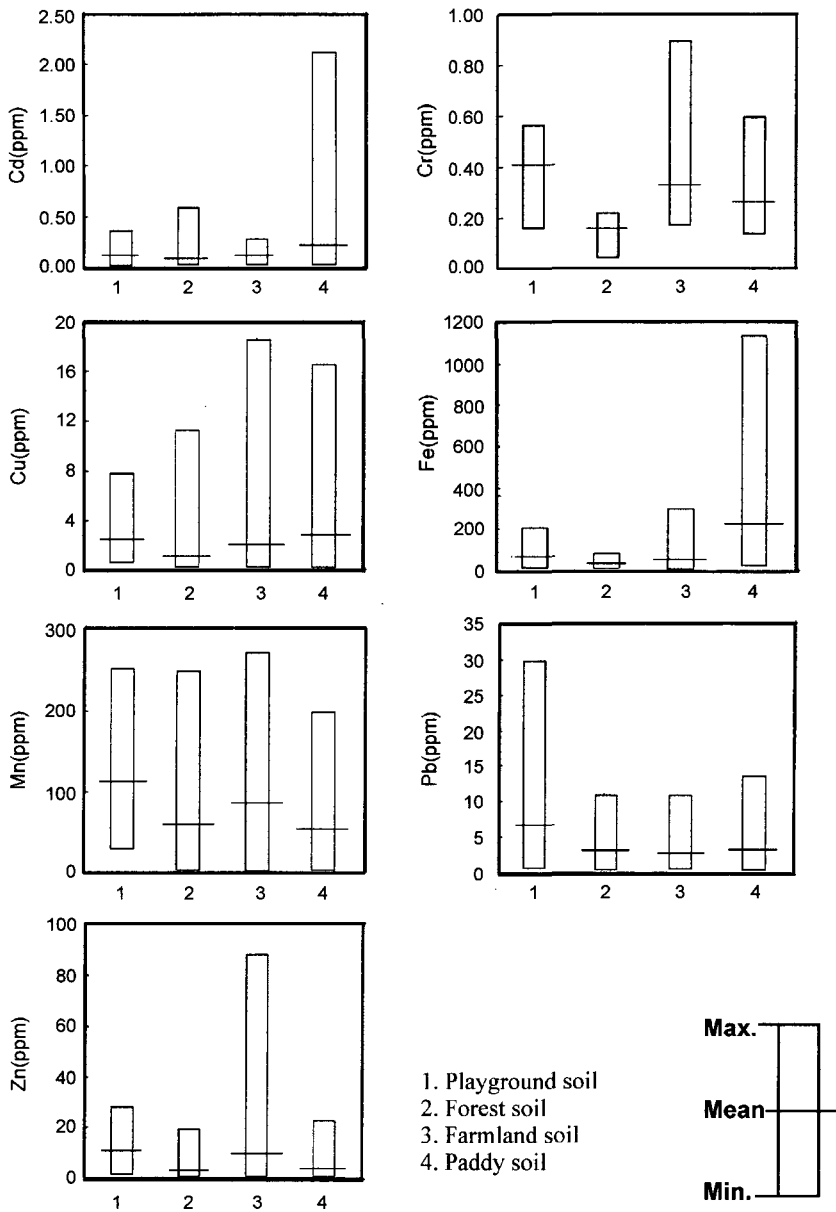 2.50
2.00
1.50
1.00
0.50
0.00
Cd(ppm)
1 2 3 4
1.00
0.80
0.60
0.40
0.20
0.00
Cr(ppm)
1 2 3 4
20
16
12
8
4
0
Cu(ppm)
1 2 3 4
1200
1000
800
600
400
200
0
Fe(ppm)
1 2 3 4
300
200
100
0
Mn(ppm)
1 2 3 4
35
30
25
20
15
10
5
0
Pb(ppm)
1 2 3 4
100
80
60
40
20
0
Zn(ppm)
1 2 3 4
1. Playground soil
2. Forest soil
3. Farmland soil
4. Paddy soil
Max.
Mean
Min.